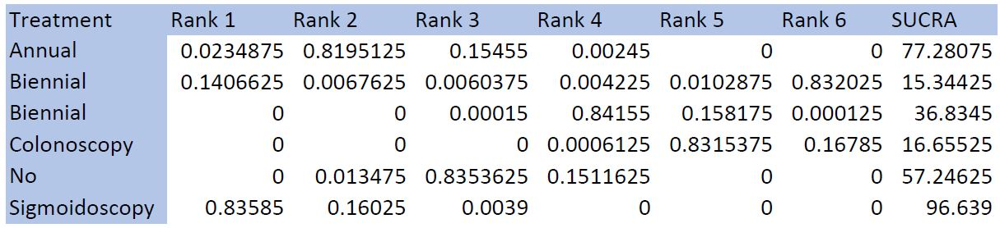 Treatment Rank 1 Rank 2 Rank 3 Rank 4 Rank 5 Rank 6 SUCRA
Annual 0.0234875 0.8195125 0.15455 0.00245 0 0 77.28075
Biennial 0.1406625 0.0067625 0.0060375 0.004225 0.0102875 0.832025 15.34425
Biennial 0 0 0.00015 0.84155 0.158175 0.000125 36.8345
Colonoscopy 0 0 0 0.0006125 0.8315375 0.16785 16.65525
No 0 0.013475 0.8353625 0.1511625 0 0 57.24625
Sigmoidoscopy 0.83585 0.16025 0.0039 0 0 0 96.639